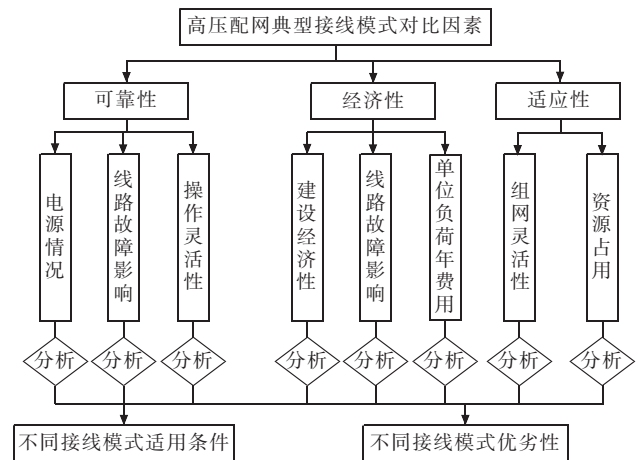 高压配网典型接线模式对比因素
可靠性
经济性
适应性
电源情况
线路故障影响
操作灵活性
建设经济性
线路故障影响
单位负荷年费用
组网灵活性
资源占用
分析
分析
分析
分析
分析
分析
分析
分析
不同接线模式适用条件
不同接线模式优劣性